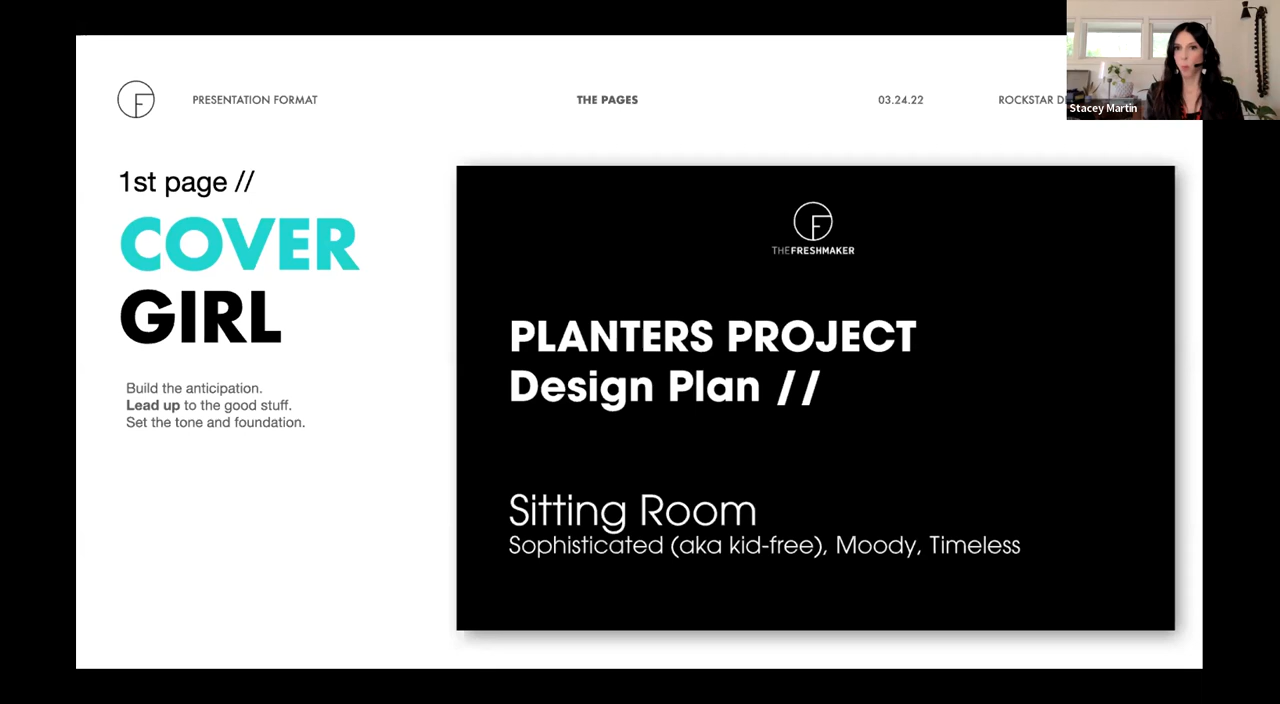 PRESENTATION FORMAT
THE PAGES
03.24.22
ROCKSTAR
Stacey Martin
1st page //
COVER
GIRL
Build the anticipation.
Lead up to the good stuff.
Set the tone and foundation.
THEFRESHMAKER
PLANTERS PROJECT
Design Plan //
Sitting Room
Sophisticated (aka kid-free), Moody, Timeless